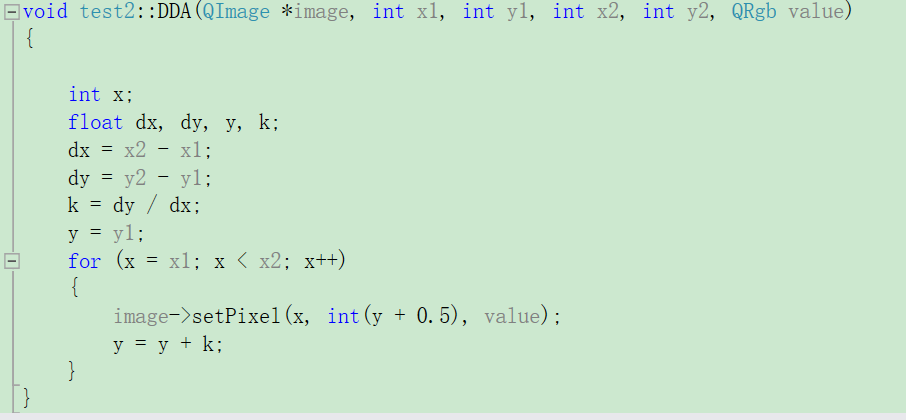 void test2::DDA(QImage *image, int x1, int y1, int x2, int y2, QRgb value)
{
int x;
float dx, dy, y, k;
dx = x2 - x1;
dy = y2 - y1;
k = dy / dx;
y = y1;
for (x = x1; x < x2; x++)
{
image->setPixel(x, int(y + 0.5), value);
y = y + k;
}
}